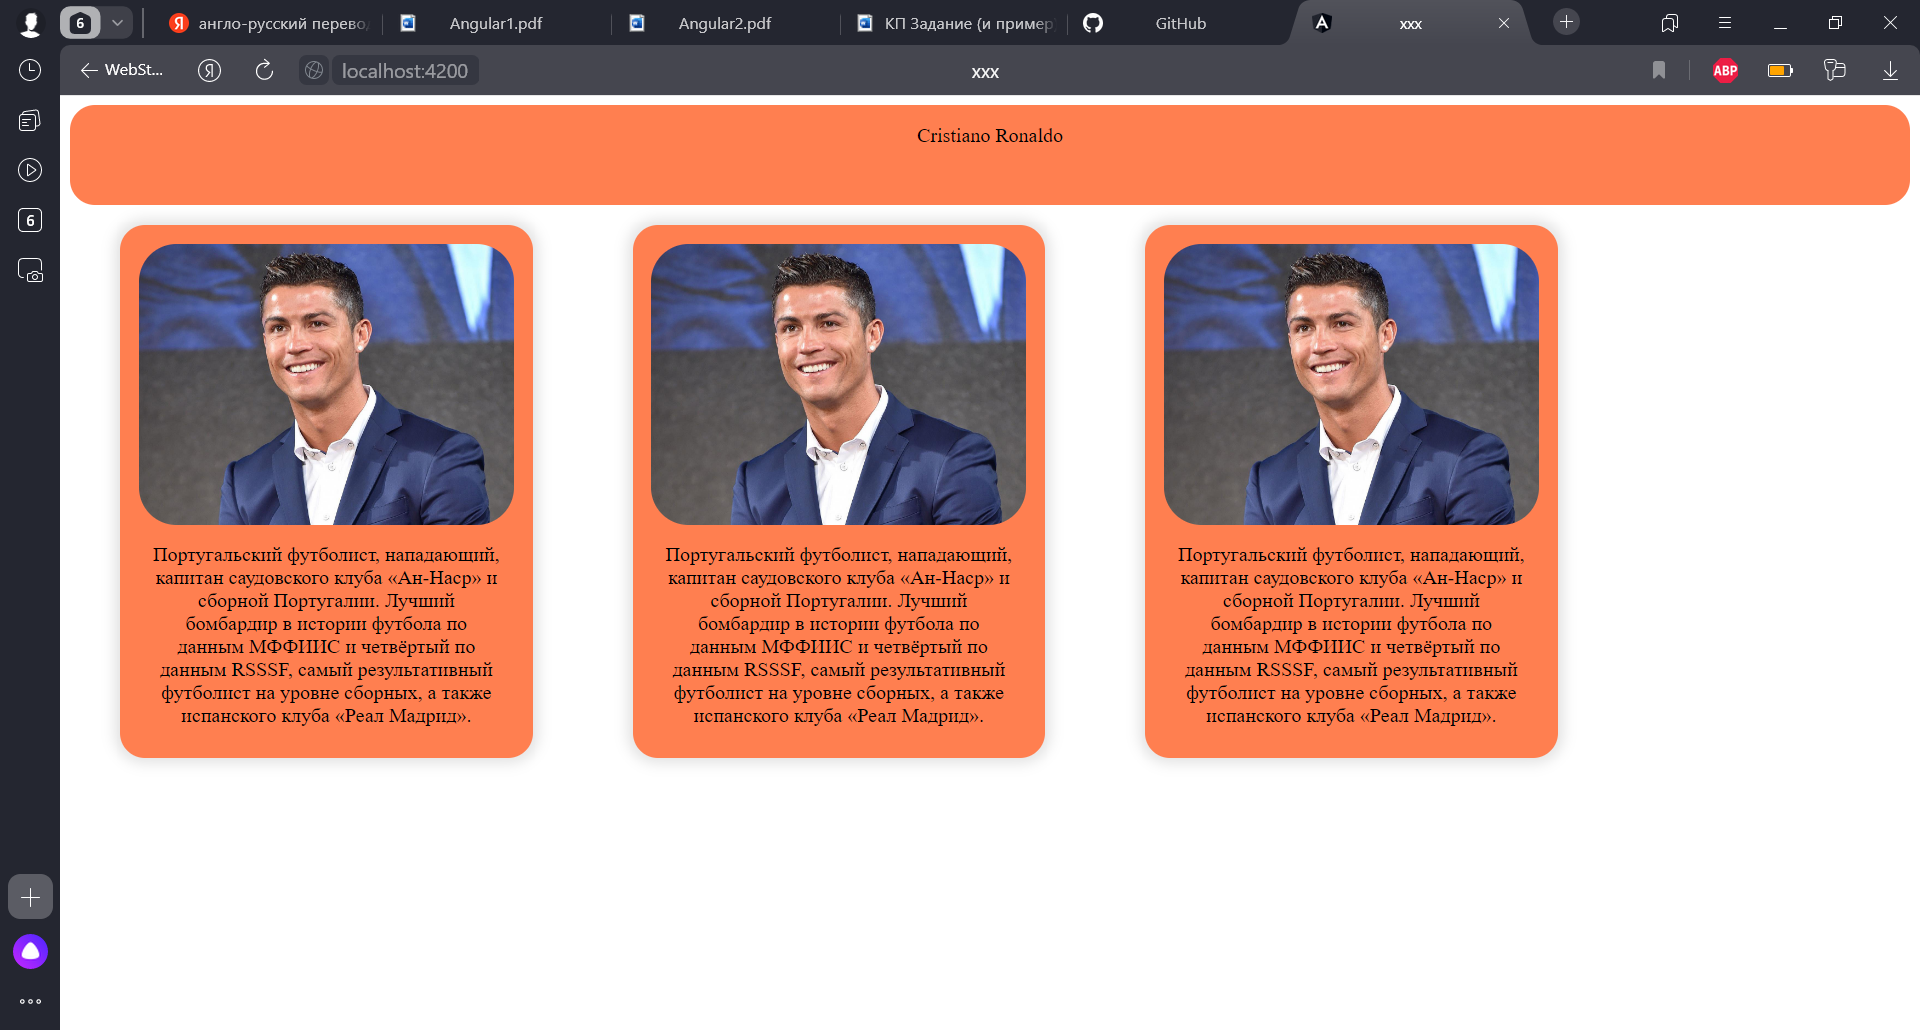 6
англо-русский перево
Angular1.pdf
Angular2.pdf
КП Задание (и пример
GitHub
xxx
WebSt...
Я
localhost:4200
xxx
ABP
6
Cristiano Ronaldo
Португальский футболист, нападающий,
капитан саудовского клуба «Ан-Наср» и
сборной Португалии. Лучший
бомбардир в истории футбола по
данным МФФИИС и четвёртый по
данным RSSSF, самый результативный
футболист на уровне сборных, а также
испанского клуба «Реал Мадрид».
Португальский футболист, нападающий,
капитан саудовского клуба «Ан-Наср» и
сборной Португалии. Лучший
бомбардир в истории футбола по
данным МФФИИС и четвёртый по
данным RSSSF, самый результативный
футболист на уровне сборных, а также
испанского клуба «Реал Мадрид».
Португальский футболист, нападающий,
капитан саудовского клуба «Ан-Наср» и
сборной Португалии. Лучший
бомбардир в истории футбола по
данным МФФИИС и четвёртый по
данным RSSSF, самый результативный
футболист на уровне сборных, а также
испанского клуба «Реал Мадрид».